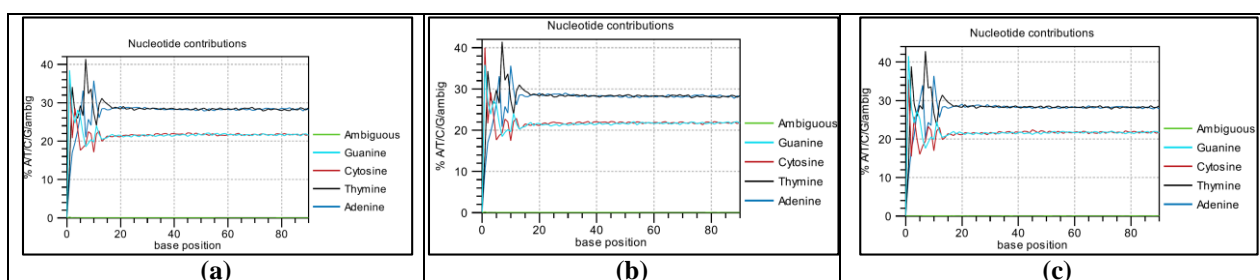 Nucleotide contributions
40
30
20
10
0
% A/T/C/G/ambig
0 20 40 60 80
base position
Ambiguous
Guanine
Cytosine
Thymine
Adenine
(a)
Nucleotide contributions
40
30
20
10
0
% A/T/C/G/ambig
0 20 40 60 80
base position
Ambiguous
Guanine
Cytosine
Thymine
Adenine
(b)
Nucleotide contributions
40
30
20
10
0
% A/T/C/G/ambig
0 20 40 60 80
base position
Ambiguous
Guanine
Cytosine
Thymine
Adenine
(c)